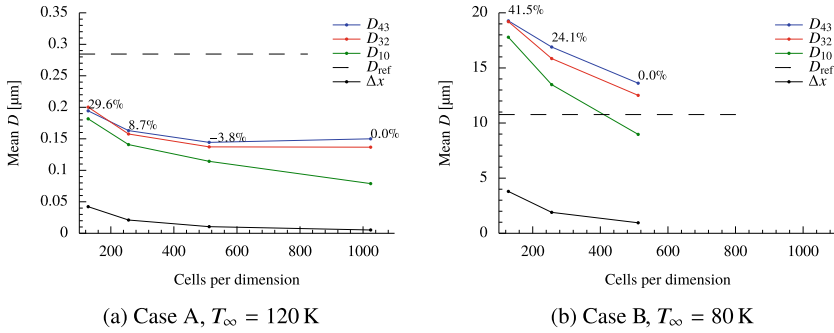 0.35
0.3
0.25
0.2
0.15
0.1
0.05
0
Mean D [μm]
29.6%
8.7%
−3.8%
0.0%
D43
D32
D10
Dref
Δx
200 400 600 800 1000
Cells per dimension
(a) Case A, T∞ = 120 K
20
15
10
5
0
Mean D [μm]
41.5%
24.1%
0.0%
D43
D32
D10
Dref
Δx
200 400 600 800 1000
Cells per dimension
(b) Case B, T∞ = 80 K